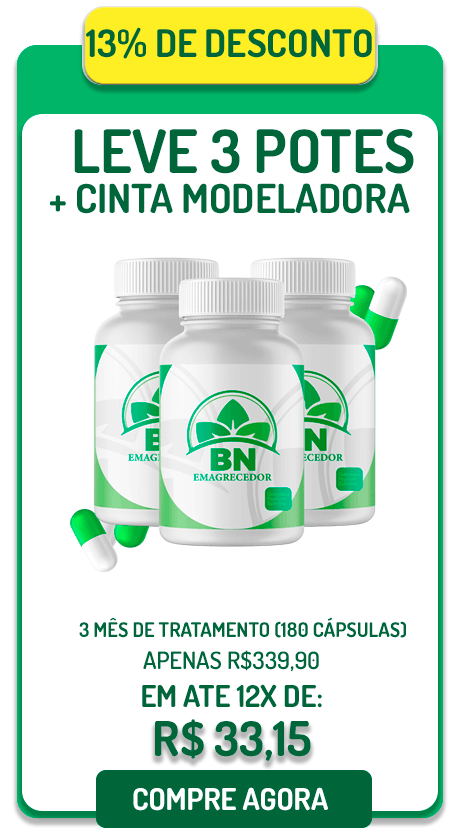 13% DE DESCONTO
LEVE 3 POTES
+ CINTA MODELADORA
BN
EMAGRECEDOR
3 MÊS DE TRATAMENTO (180 CÁPSULAS)
APENAS R$339,90
EM ATE 12X DE:
R$ 33,15
COMPRE AGORA